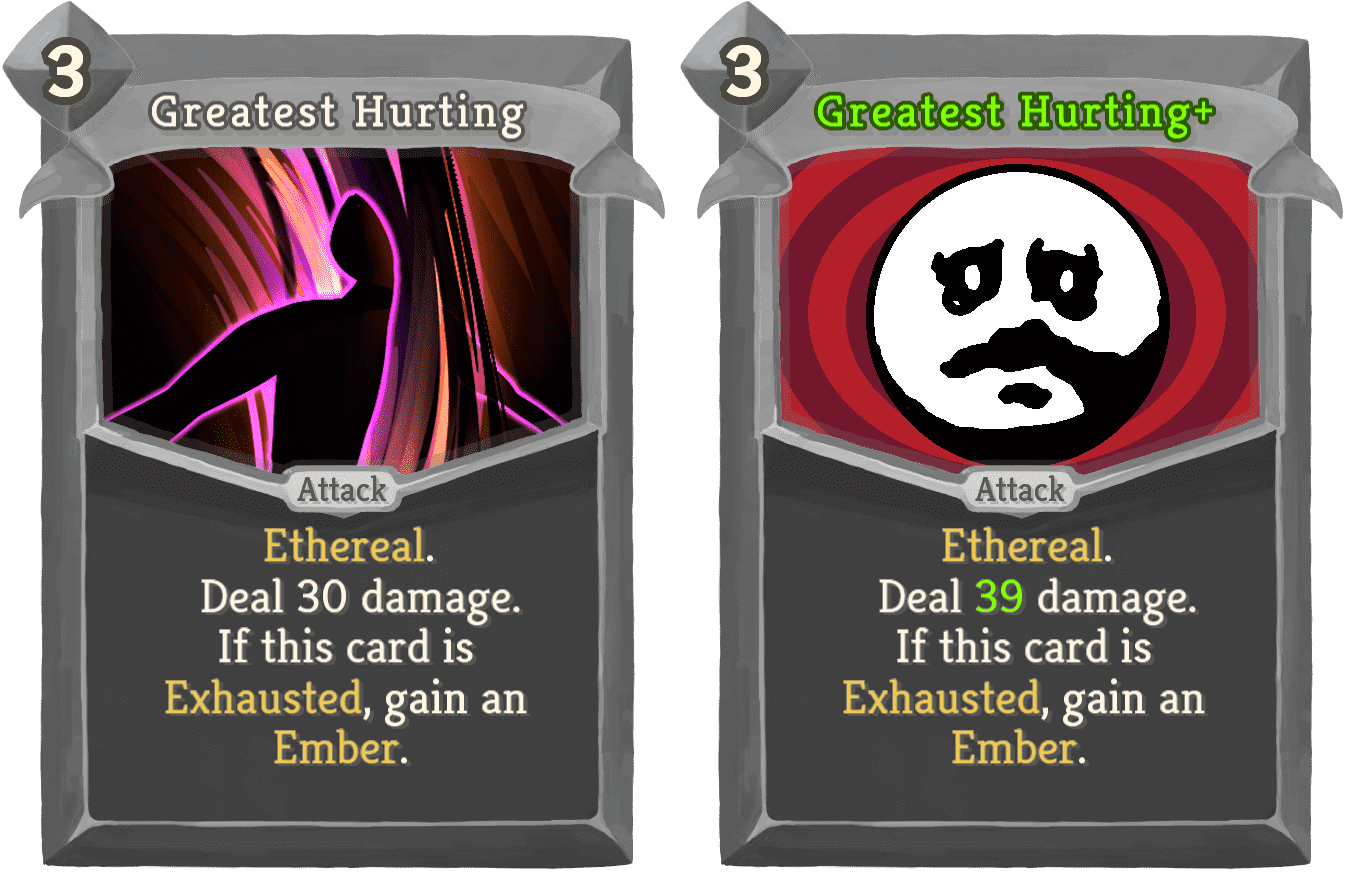 3
Greatest Hurting
Attack
Ethereal.
Deal 30 damage.
If this card is
Exhausted, gain an
Ember.
3
Greatest Hurting+
Attack
Ethereal.
Deal 39 damage.
If this card is
Exhausted, gain an
Ember.